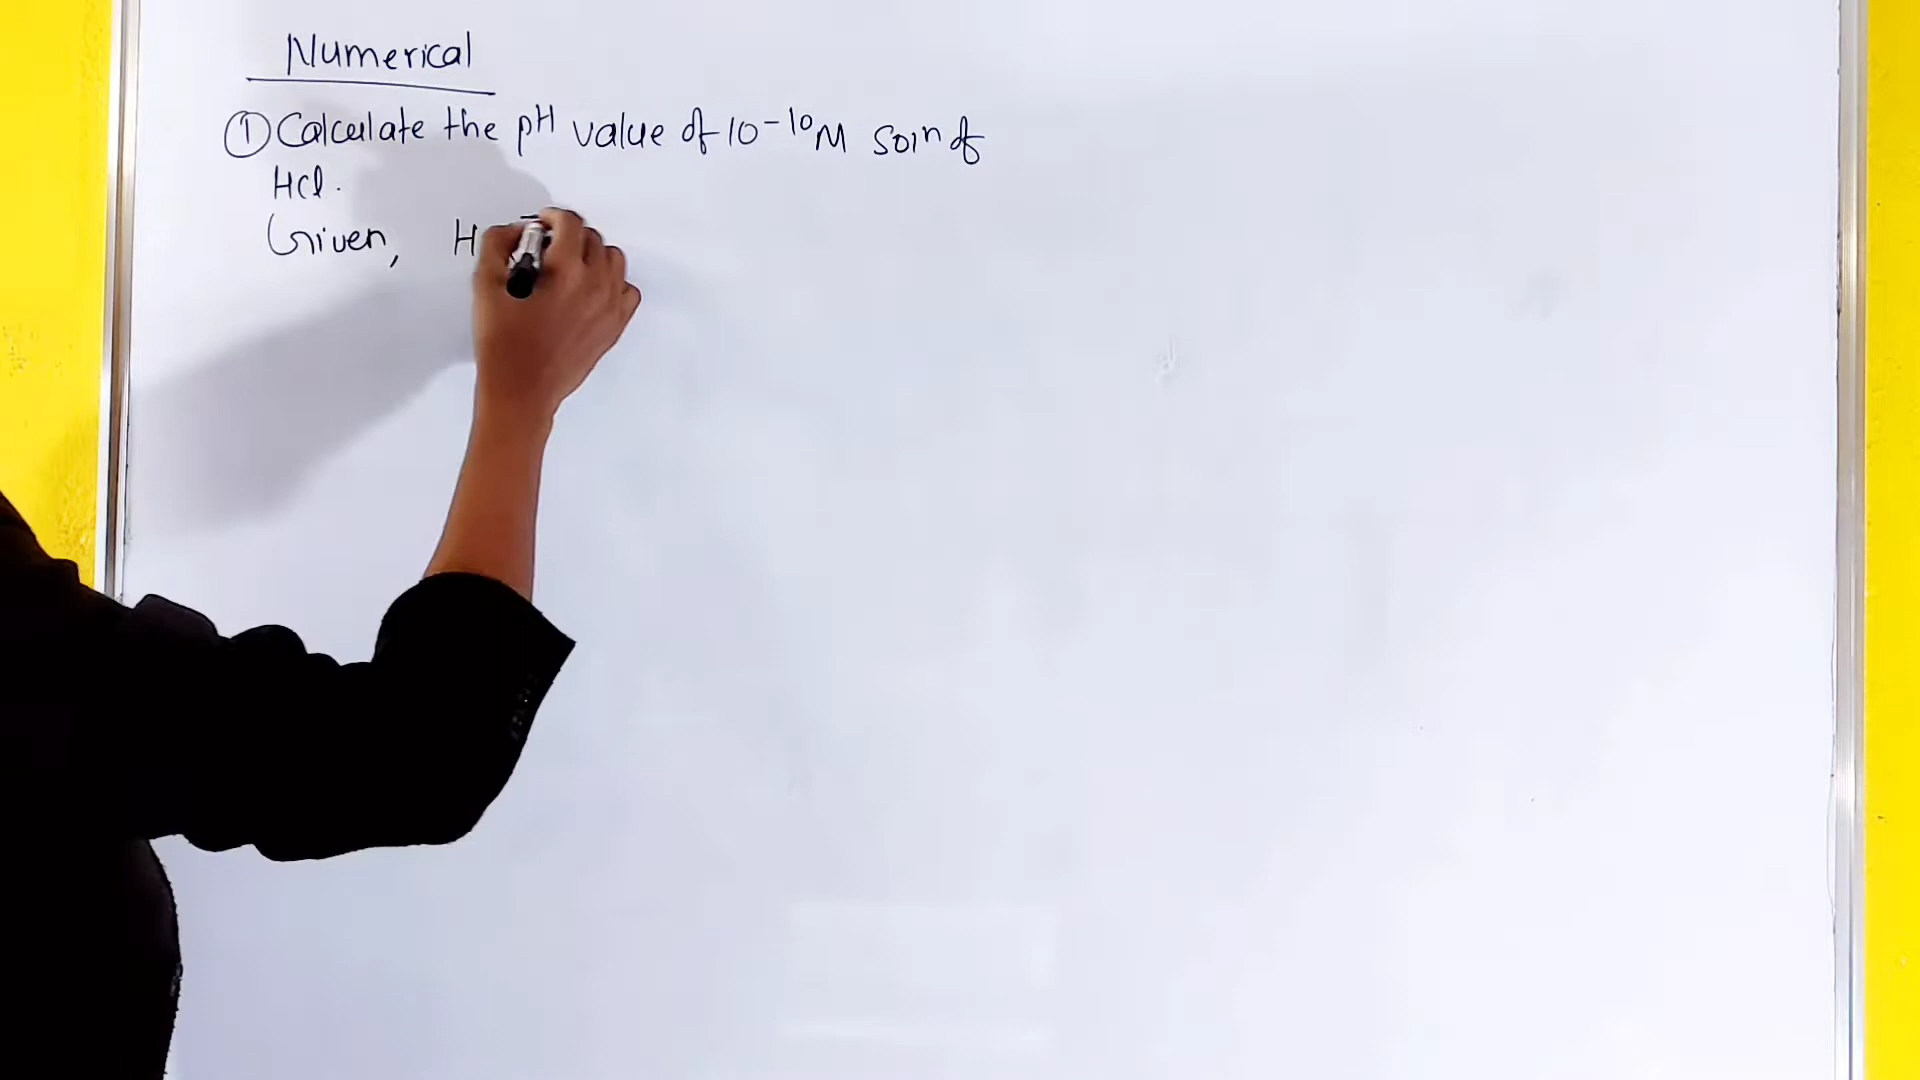 Numerical
① Calculate the pH value of 10⁻¹⁰M solⁿ of
HCl.
Given, H